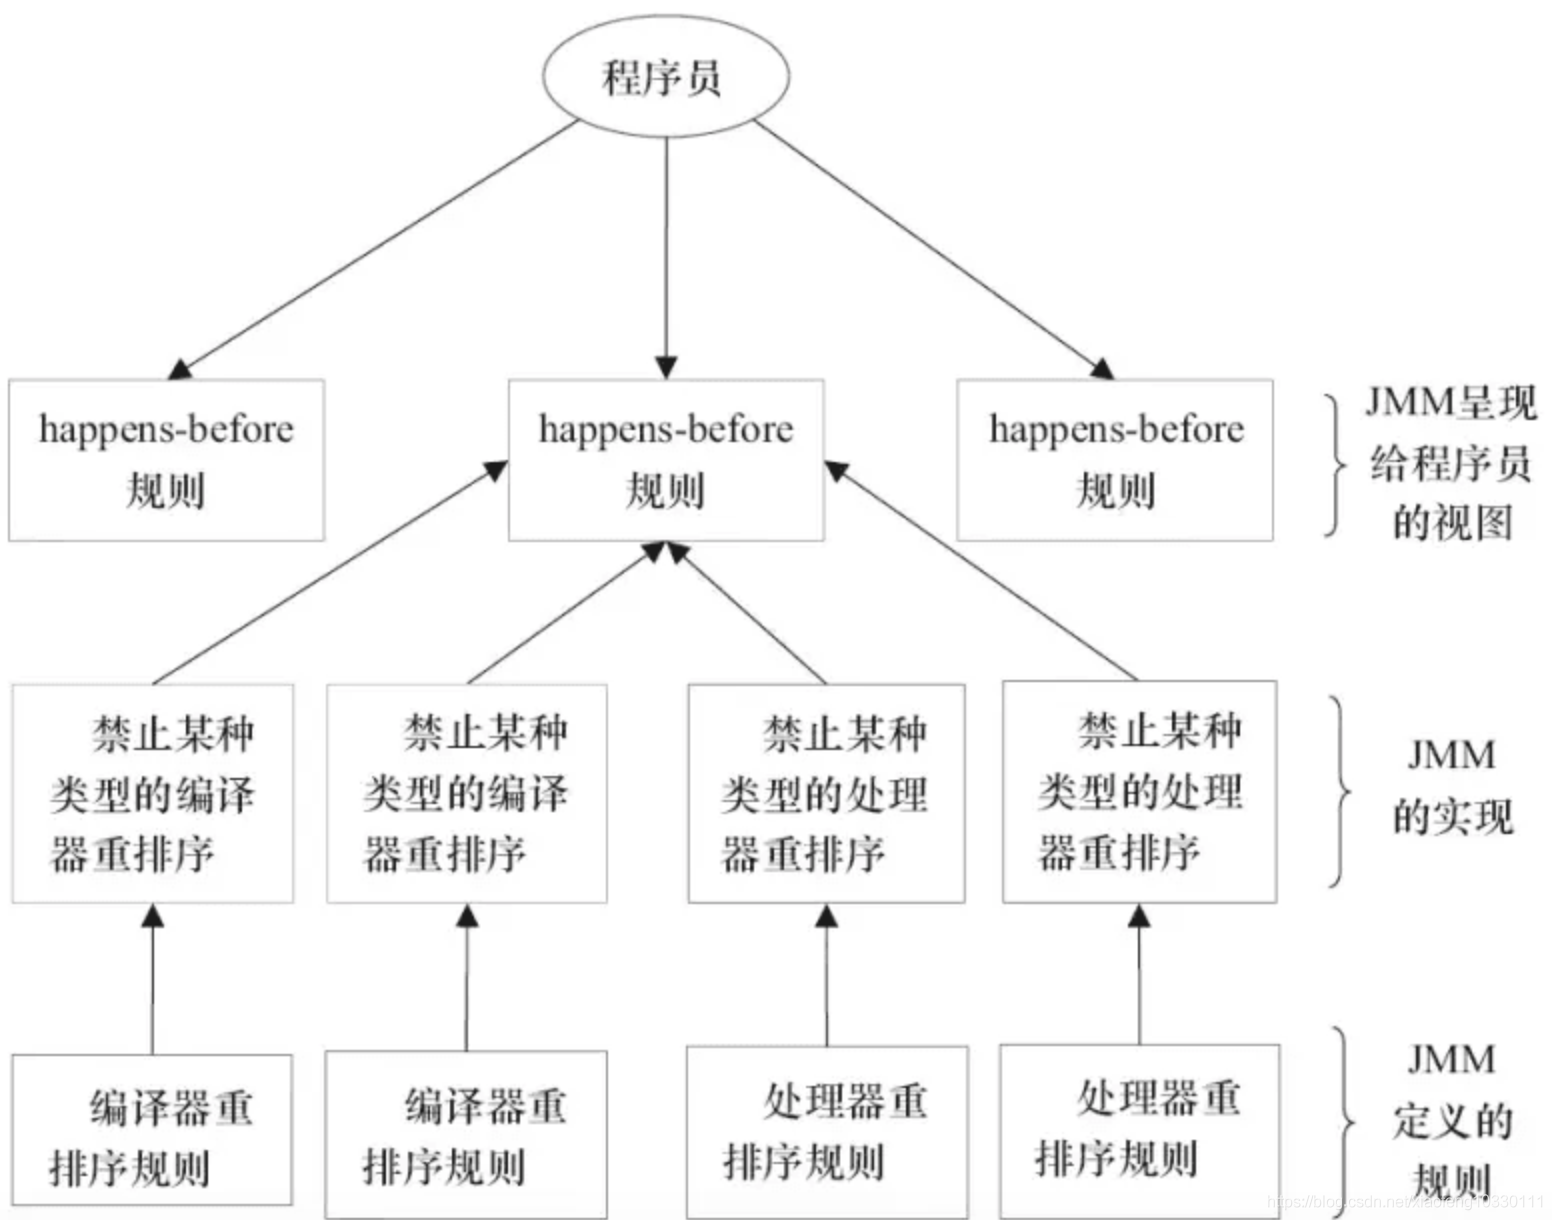 程序员
happens-before
规则
happens-before
规则
happens-before
规则
JMM呈现
给程序员
的视图
禁止某种
类型的编译
器重排序
禁止某种
类型的编译
器重排序
禁止某种
类型的处理
器重排序
禁止某种
类型的处理
器重排序
JMM
的实现
编译器重
排序规则
编译器重
排序规则
处理器重
排序规则
处理器重
排序规则
JMM
定义的
规则
https://blog.csdn.net/xiaofeng10330111